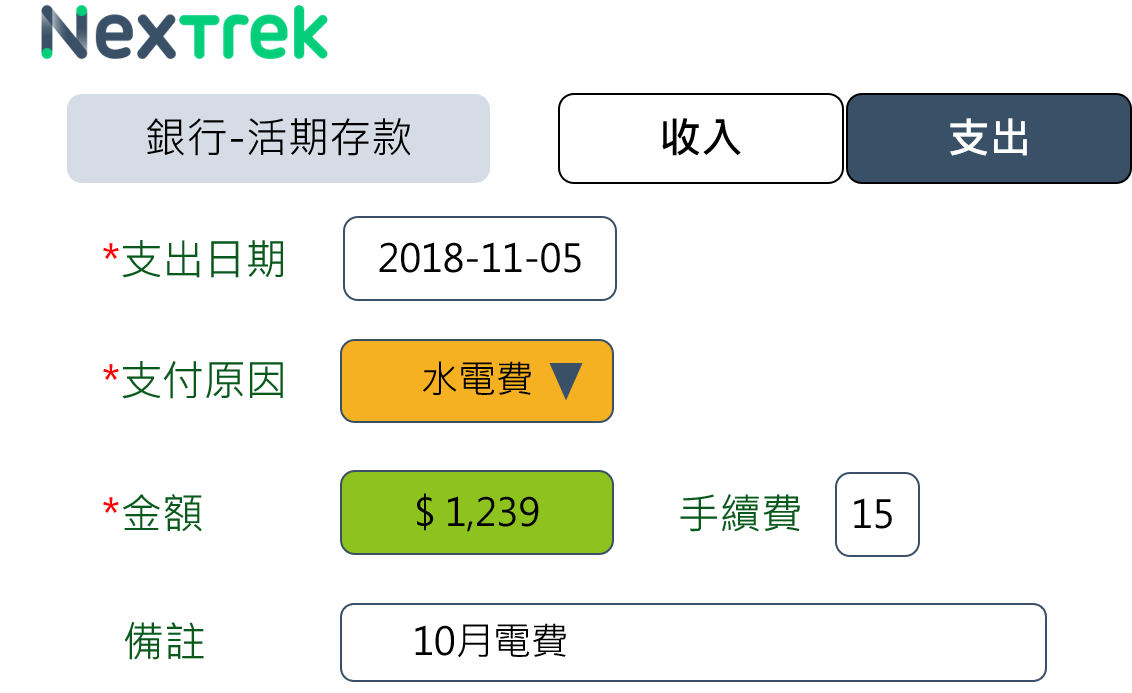 Nextrek
銀行-活期存款 收入 支出
*支出日期 2018-11-05
*支付原因 水電費 ▼
*金額 $ 1,239 手續費 15
備註 10月電費